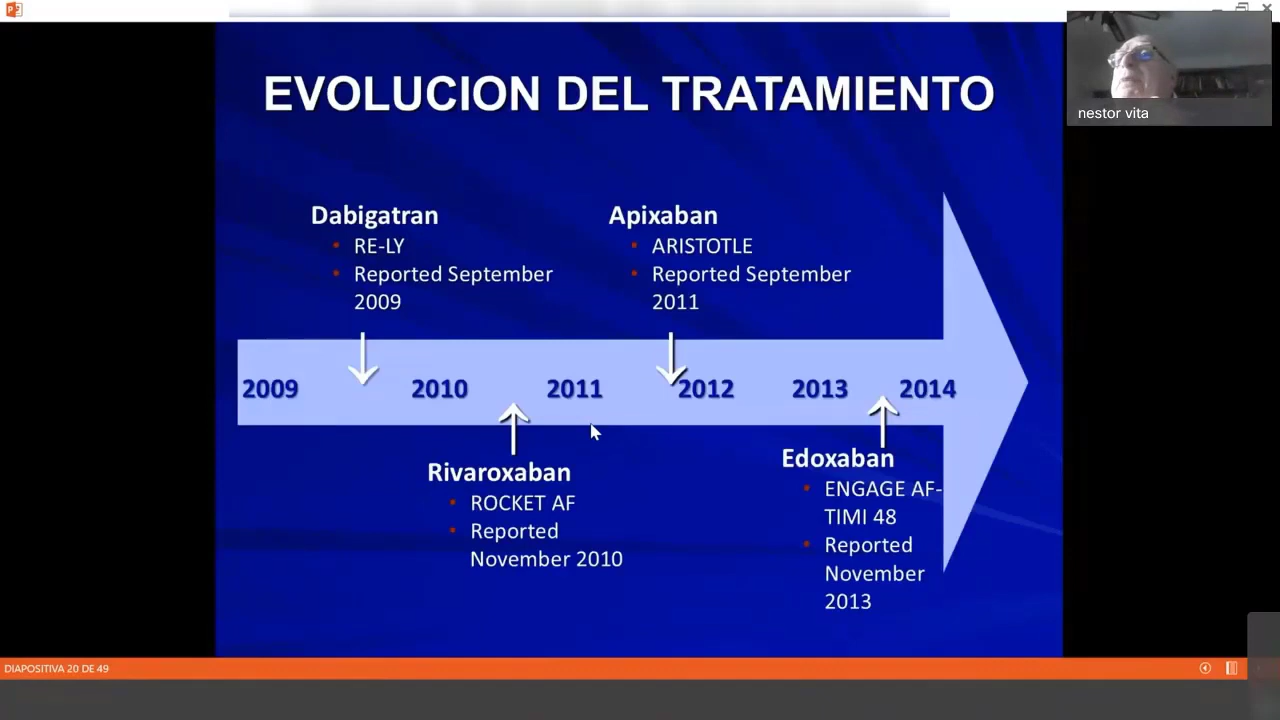 EVOLUCION DEL TRATAMIENTO
nestor vita
Dabigatran
RE-LY
Reported September
2009
Apixaban
ARISTOTLE
Reported September
2011
2009 2010 2011 2012 2013 2014
Rivaroxaban
ROCKET AF
Reported
November 2010
Edoxaban
ENGAGE AF-
TIMI 48
Reported
November
2013
DIAPOSITIVA 20 DE 49